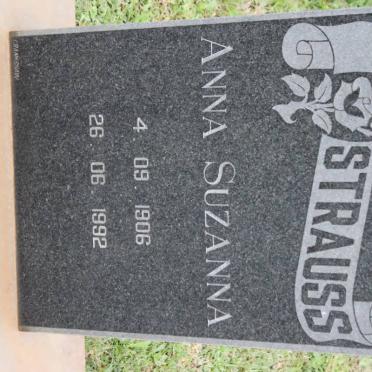 STRAUSS
ANNA SUZANNA
4. 09. 1906
26. 06. 1992